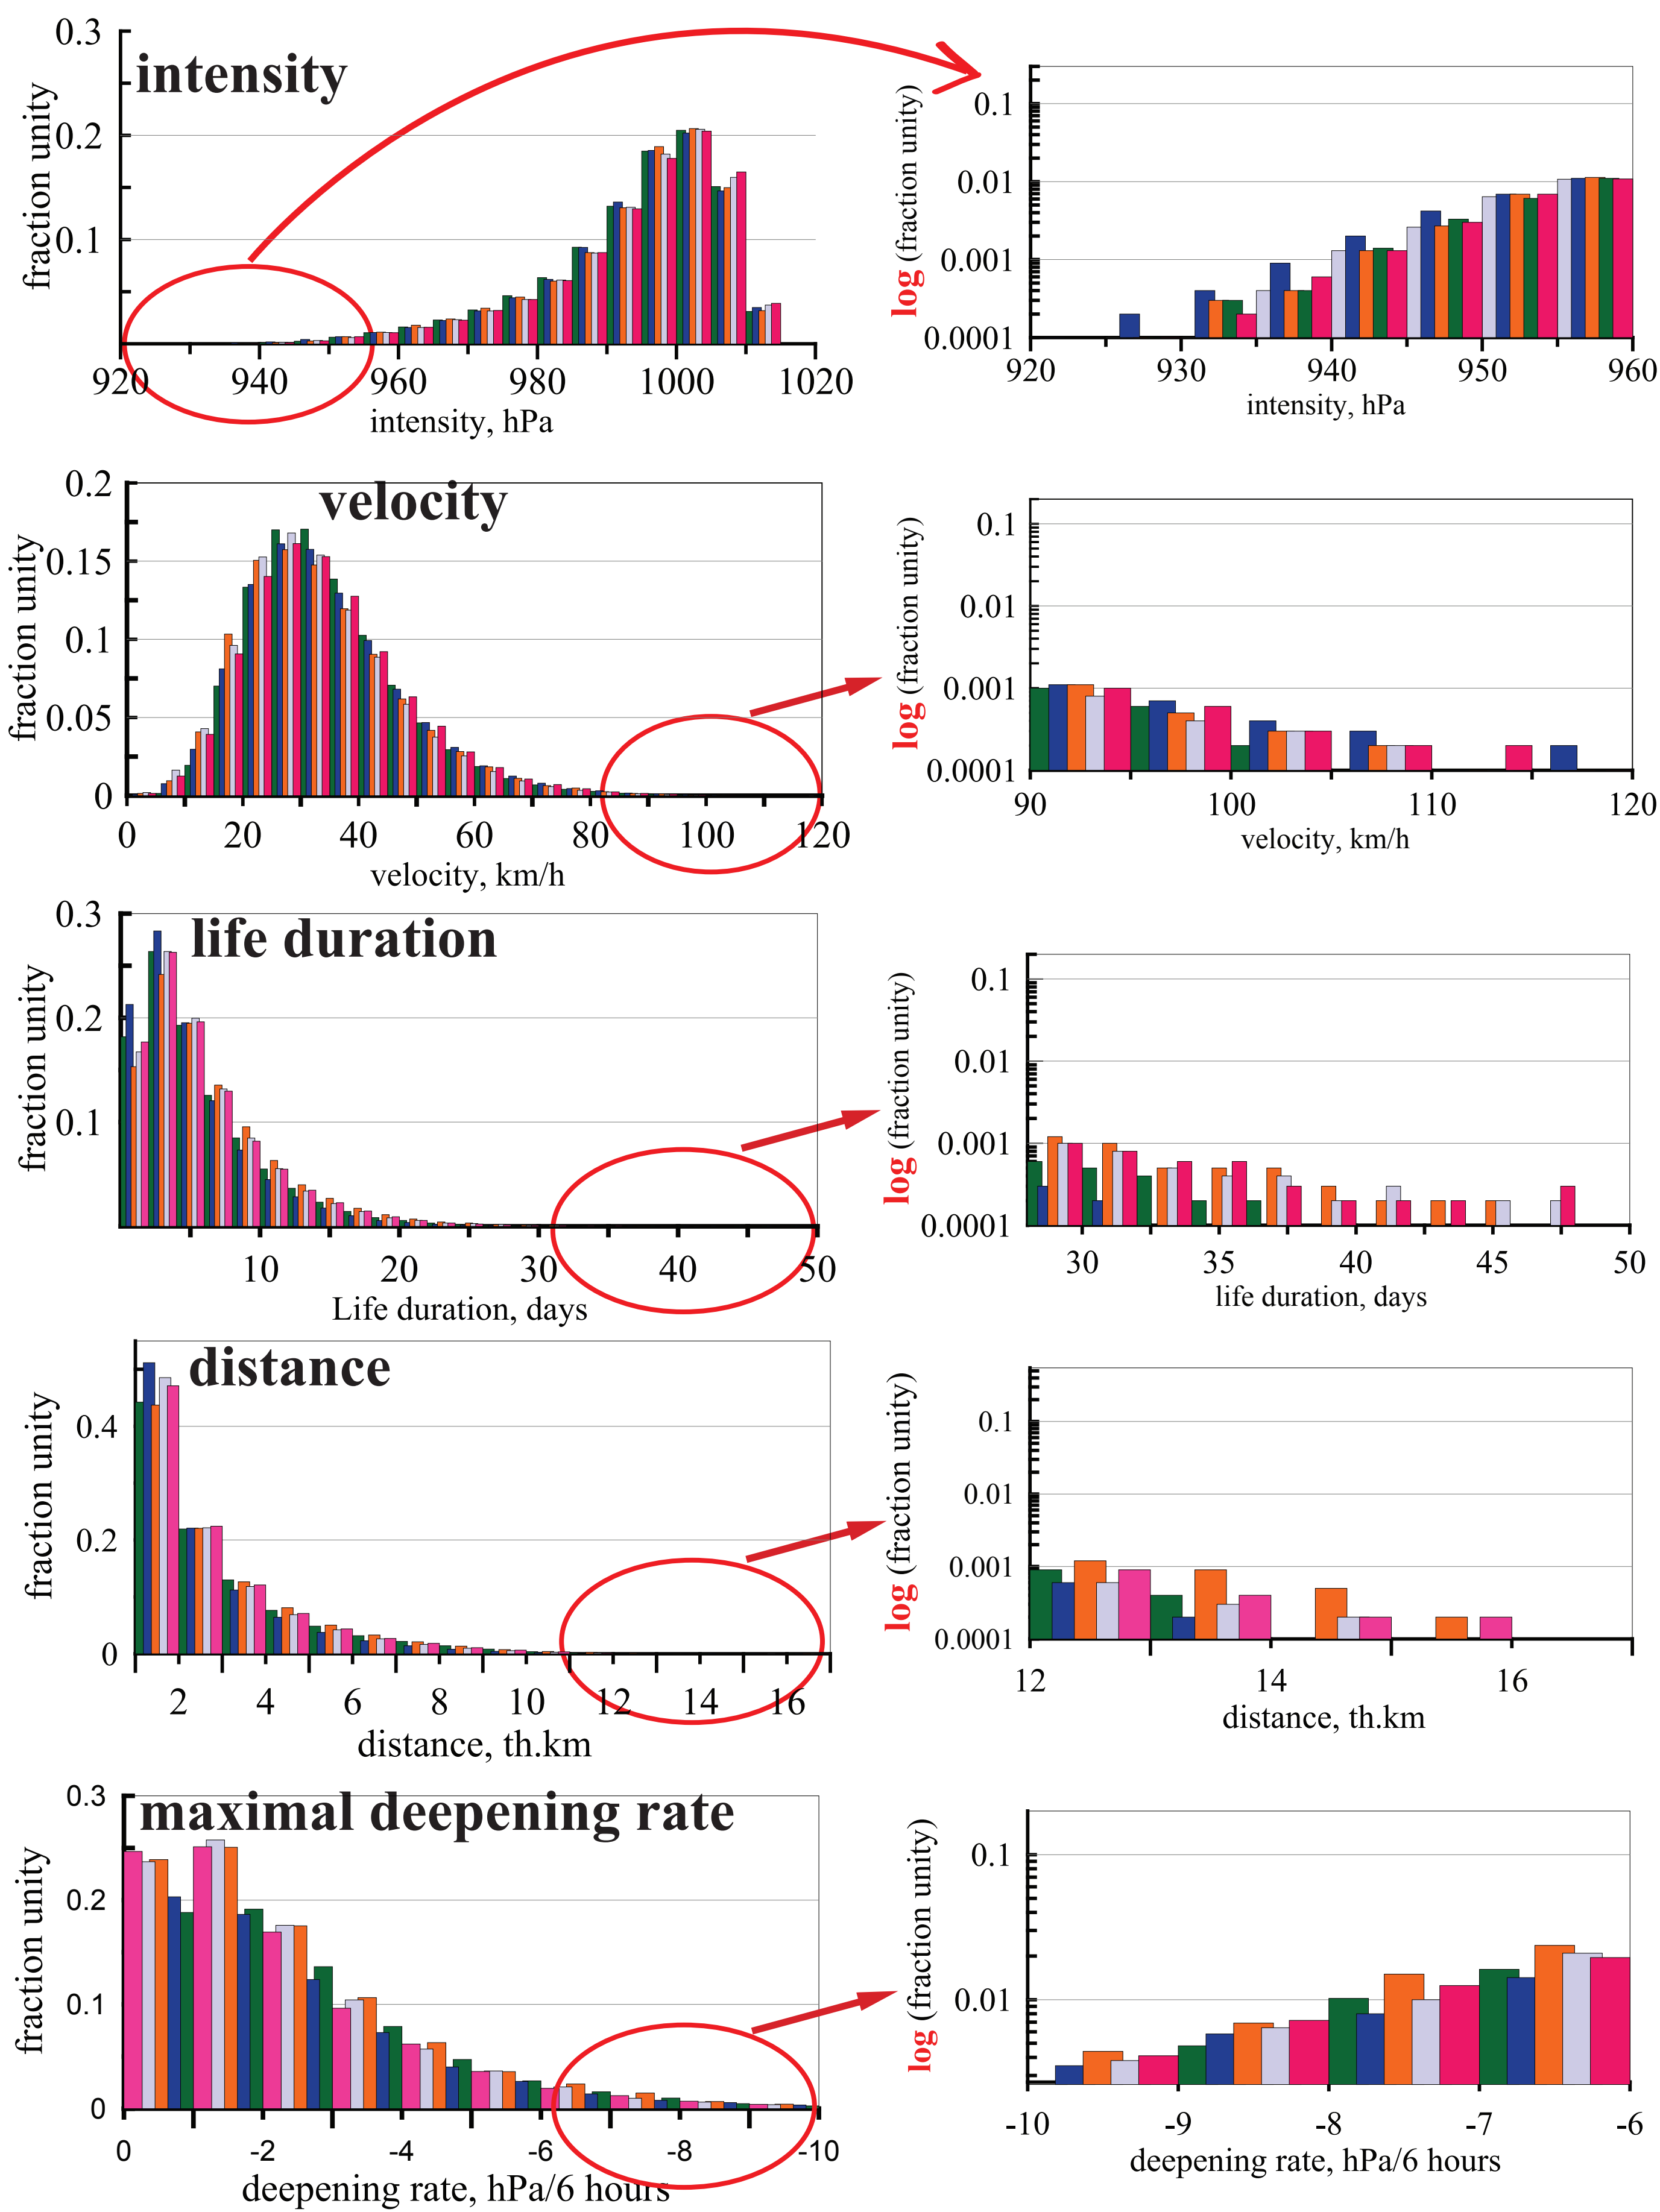 intensity
fraction unity
0.3
0.2
0.1
920 940 960 980 1000 1020
intensity, hPa
log (fraction unity)
0.1
0.01
0.001
0.0001
920 930 940 950 960
intensity, hPa
velocity
fraction unity
0.2
0.15
0.1
0.05
0
0 20 40 60 80 100 120
velocity, km/h
log (fraction unity)
0.1
0.01
0.001
0.0001
90 100 110 120
velocity, km/h
life duration
fraction unity
0.3
0.2
0.1
10 20 30 40 50
Life duration, days
log (fraction unity)
0.1
0.01
0.001
0.0001
30 35 40 45 50
life duration, days
distance
fraction unity
0.4
0.2
0
2 4 6 8 10 12 14 16
distance, th.km
log (fraction unity)
0.1
0.01
0.001
0.0001
12 14 16
distance, th.km
maximal deepening rate
fraction unity
0.3
0.2
0.1
0
0 -2 -4 -6 -8 -10
deepening rate, hPa/6 hours
log (fraction unity)
0.1
0.01
-10 -9 -8 -7 -6
deepening rate, hPa/6 hours